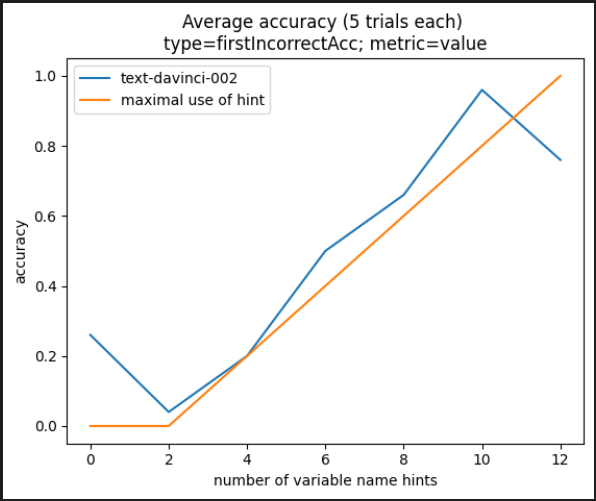 Average accuracy (5 trials each)
type=firstIncorrectAcc; metric=value
text-davinci-002
maximal use of hint
accuracy
1.0
0.8
0.6
0.4
0.2
0.0
0 2 4 6 8 10 12
number of variable name hints